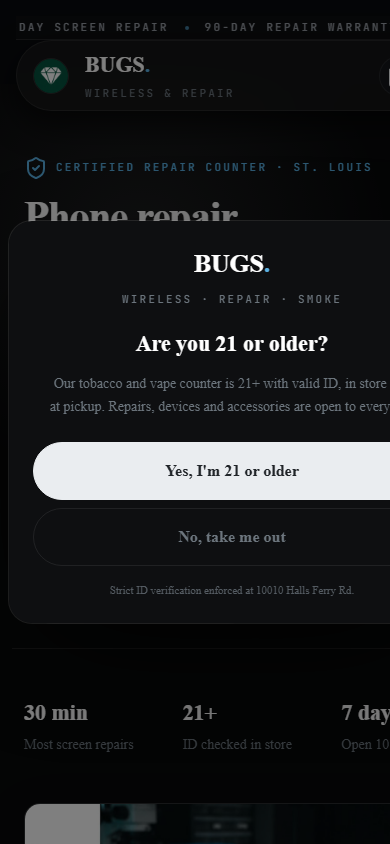 DAY SCREEN REPAIR • 90-DAY REPAIR WARRANT
BUGS.
WIRELESS & REPAIR
CERTIFIED REPAIR COUNTER · ST. LOUIS
Phone repair
BUGS.
WIRELESS · REPAIR · SMOKE
Are you 21 or older?
Our tobacco and vape counter is 21+ with valid ID, in store
at pickup. Repairs, devices and accessories are open to every
Yes, I'm 21 or older
No, take me out
Strict ID verification enforced at 10010 Halls Ferry Rd.
30 min 21+ 7 day
Most screen repairs ID checked in store Open 10